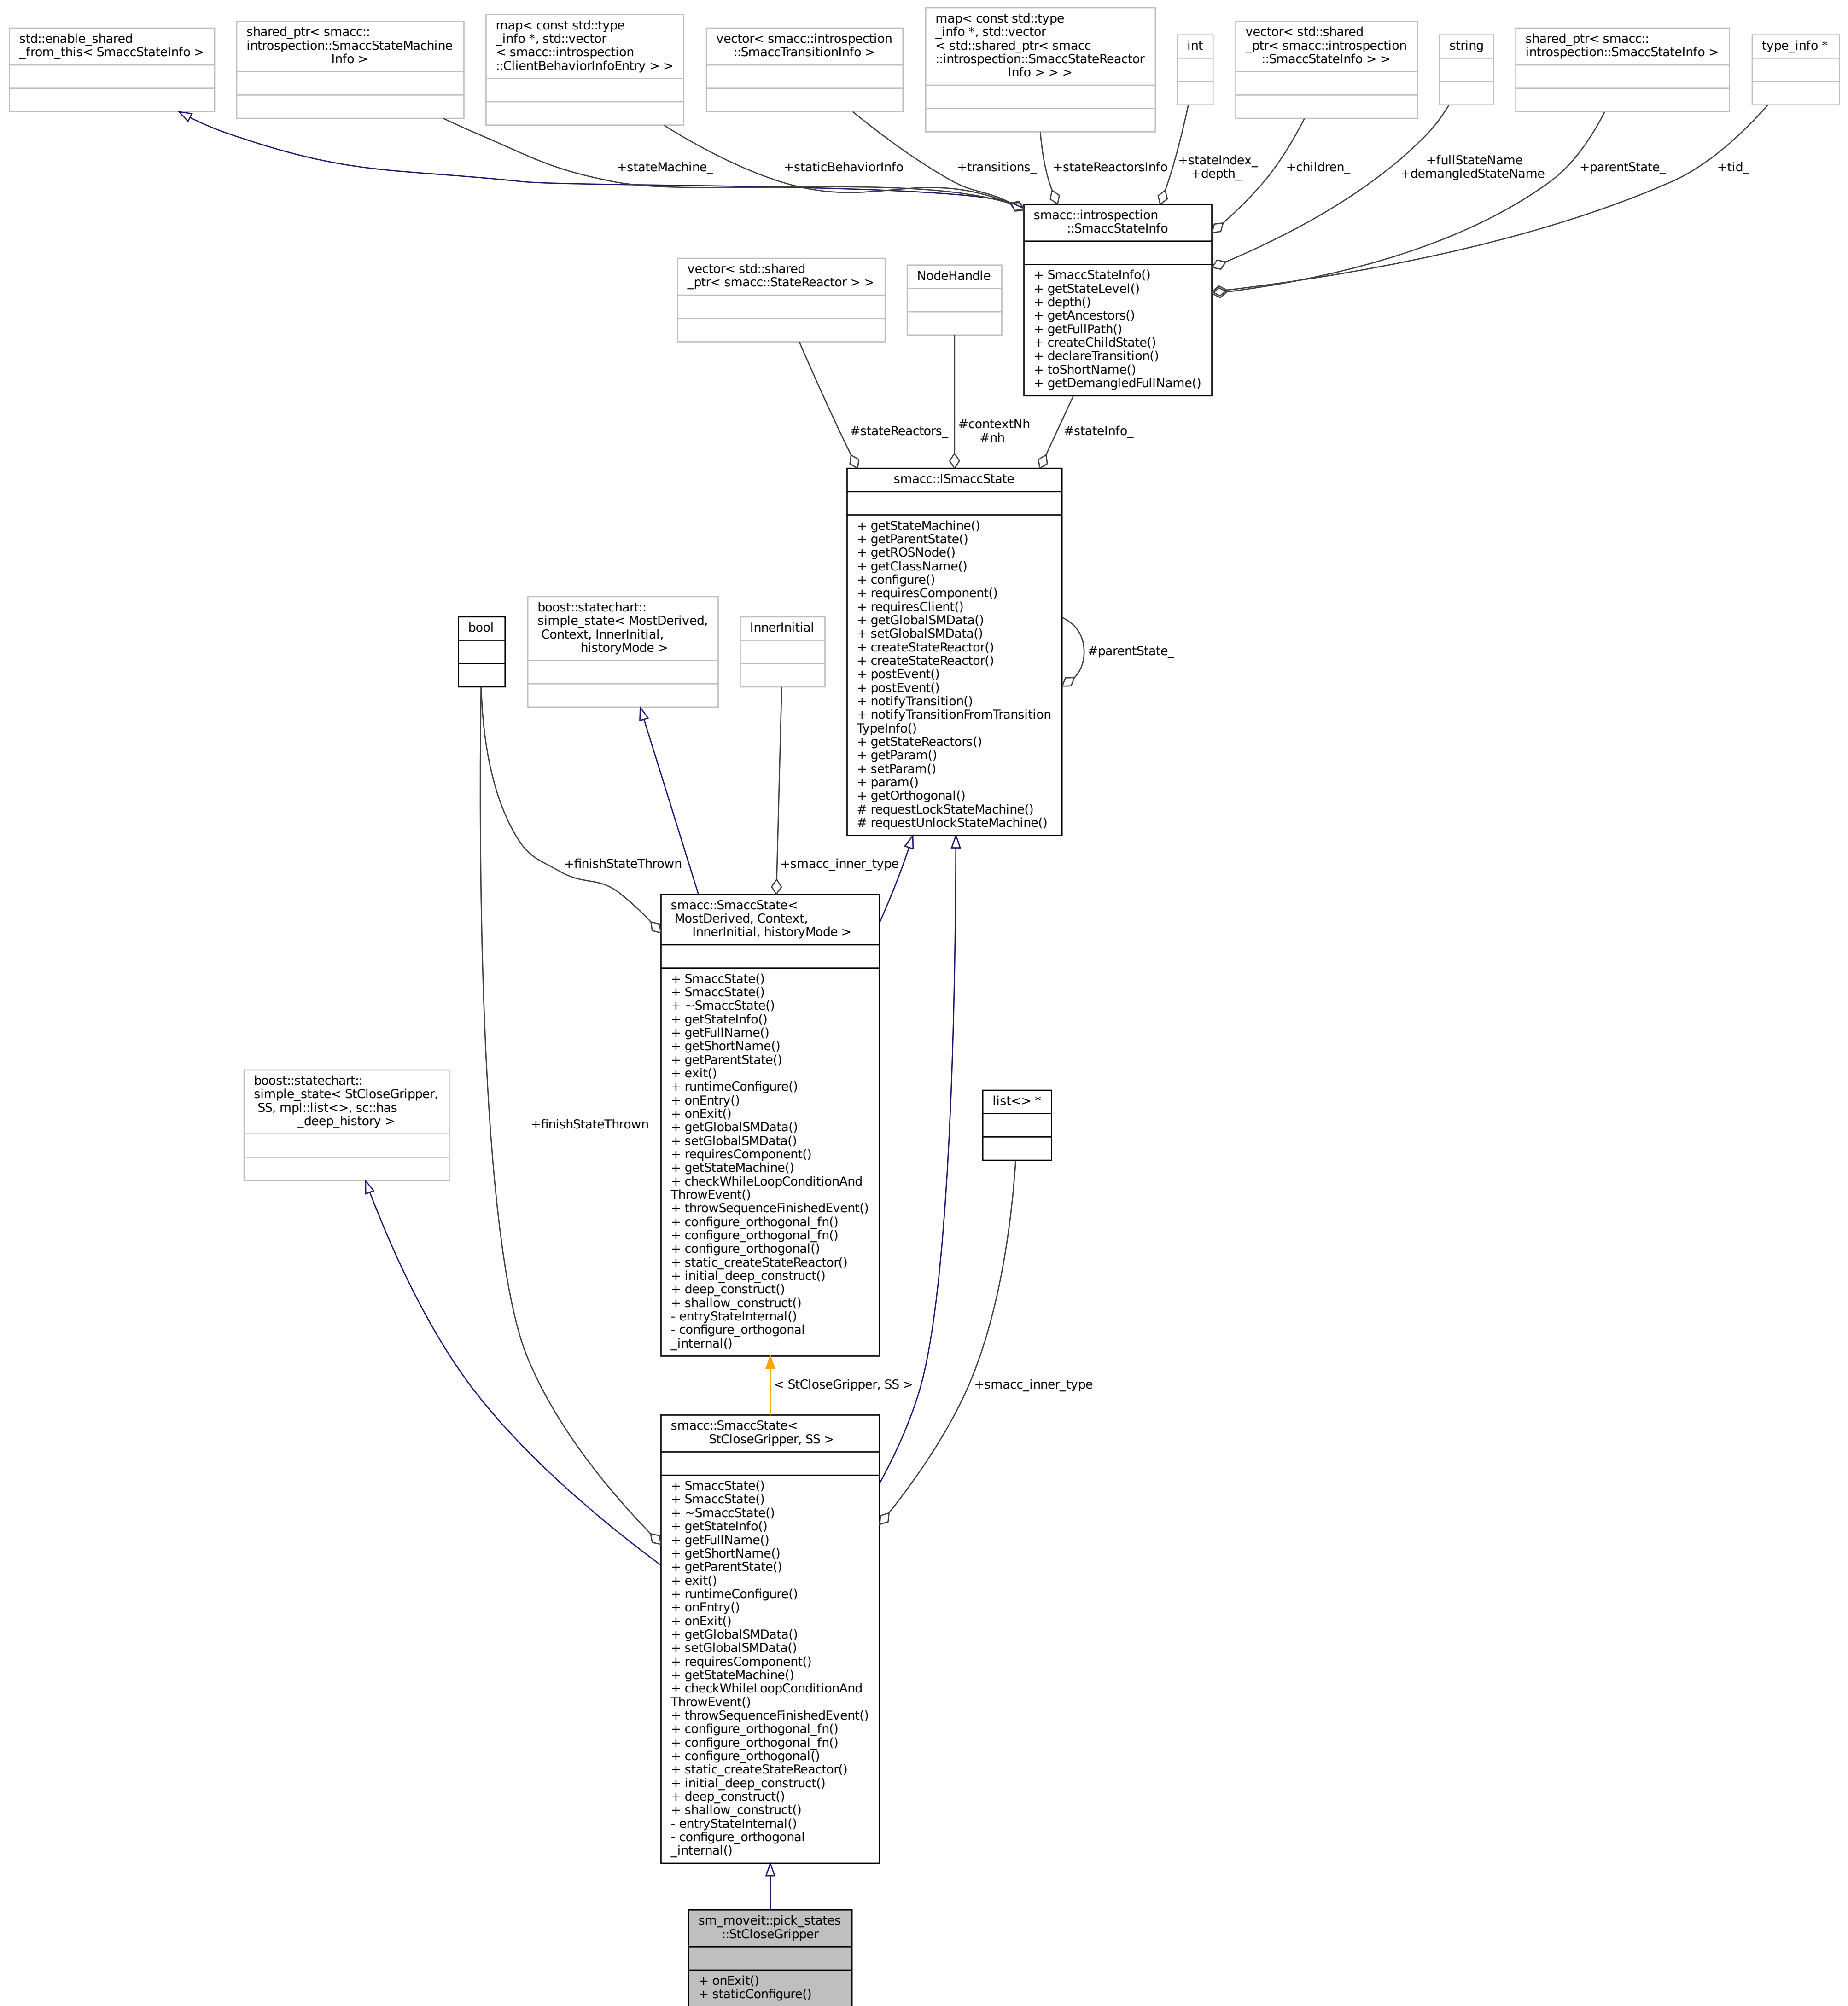 std::enable_shared
_from_this< SmaccStateInfo >
shared_ptr< smacc::
introspection::SmaccStateMachine
Info >
map< const std::type
_info *, std::vector
< smacc::introspection
::ClientBehaviorInfoEntry > >
vector< smacc::introspection
::SmaccTransitionInfo >
map< const std::type
_info *, std::vector
< std::shared_ptr< smacc
::introspection::SmaccStateReactor
Info > > >
int
vector< std::shared
_ptr< smacc::introspection
::SmaccStateInfo > >
string
shared_ptr< smacc::
introspection::SmaccStateInfo >
type_info *
+stateMachine_
+staticBehaviorInfo
+transitions_
+stateReactorsInfo
+stateIndex_
+depth_
+children_
+fullStateName
+demangledStateName
+parentState_
+tid_
smacc::introspection
::SmaccStateInfo
+ SmaccStateInfo()
+ getStateLevel()
+ depth()
+ getAncestors()
+ getFullPath()
+ createChildState()
+ declareTransition()
+ toShortName()
+ getDemangledFullName()
vector< std::shared
_ptr< smacc::StateReactor > >
NodeHandle
#stateReactors_
#contextNh
#nh
#stateInfo_
smacc::ISmaccState
+ getStateMachine()
+ getParentState()
+ getROSNode()
+ getClassName()
+ configure()
+ requiresComponent()
+ requiresClient()
+ getGlobalSMData()
+ setGlobalSMData()
+ createStateReactor()
+ createStateReactor()
+ postEvent()
+ postEvent()
+ notifyTransition()
+ notifyTransitionFromTransition
TypeInfo()
+ getStateReactors()
+ getParam()
+ setParam()
+ param()
+ getOrthogonal()
# requestLockStateMachine()
# requestUnlockStateMachine()
#parentState_
bool
boost::statechart::
simple_state< MostDerived,
Context, InnerInitial,
historyMode >
InnerInitial
+finishStateThrown
+smacc_inner_type
smacc::SmaccState<
MostDerived, Context,
InnerInitial, historyMode >
+ SmaccState()
+ SmaccState()
+ ~SmaccState()
+ getStateInfo()
+ getFullName()
+ getShortName()
+ getParentState()
+ exit()
+ runtimeConfigure()
+ onEntry()
+ onExit()
+ getGlobalSMData()
+ setGlobalSMData()
+ requiresComponent()
+ getStateMachine()
+ checkWhileLoopConditionAnd
ThrowEvent()
+ throwSequenceFinishedEvent()
+ configure_orthogonal_fn()
+ configure_orthogonal_fn()
+ configure_orthogonal()
+ static_createStateReactor()
+ initial_deep_construct()
+ deep_construct()
+ shallow_construct()
- entryStateInternal()
- configure_orthogonal
_internal()
boost::statechart::
simple_state< StCloseGripper,
SS, mpl::list<>, sc::has
_deep_history >
+finishStateThrown
list<> *
< StCloseGripper, SS >
+smacc_inner_type
smacc::SmaccState<
StCloseGripper, SS >
+ SmaccState()
+ SmaccState()
+ ~SmaccState()
+ getStateInfo()
+ getFullName()
+ getShortName()
+ getParentState()
+ exit()
+ runtimeConfigure()
+ onEntry()
+ onExit()
+ getGlobalSMData()
+ setGlobalSMData()
+ requiresComponent()
+ getStateMachine()
+ checkWhileLoopConditionAnd
ThrowEvent()
+ throwSequenceFinishedEvent()
+ configure_orthogonal_fn()
+ configure_orthogonal_fn()
+ configure_orthogonal()
+ static_createStateReactor()
+ initial_deep_construct()
+ deep_construct()
+ shallow_construct()
- entryStateInternal()
- configure_orthogonal
_internal()
sm_moveit::pick_states
::StCloseGripper
+ onExit()
+ staticConfigure()